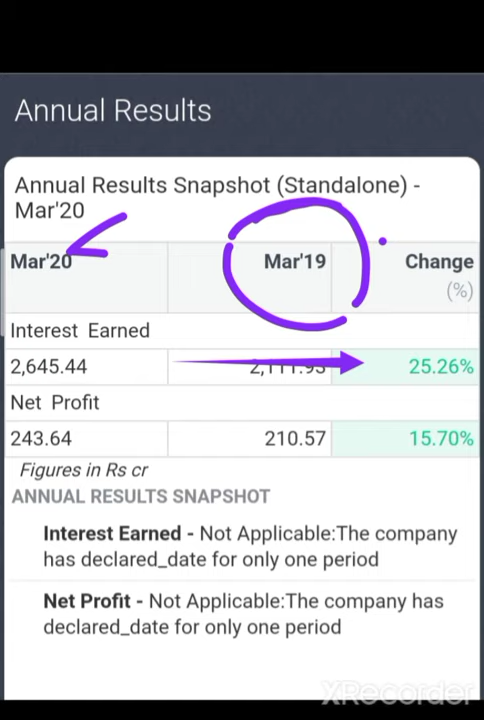 Annual Results
Annual Results Snapshot (Standalone) -
Mar'20
Mar'20 Mar'19 Change
(%)
Interest Earned
2,645.44 2,111.93 25.26%
Net Profit
243.64 210.57 15.70%
Figures in Rs cr
ANNUAL RESULTS SNAPSHOT
Interest Earned - Not Applicable:The company
has declared_date for only one period
Net Profit - Not Applicable:The company has
declared_date for only one period
XRecorder